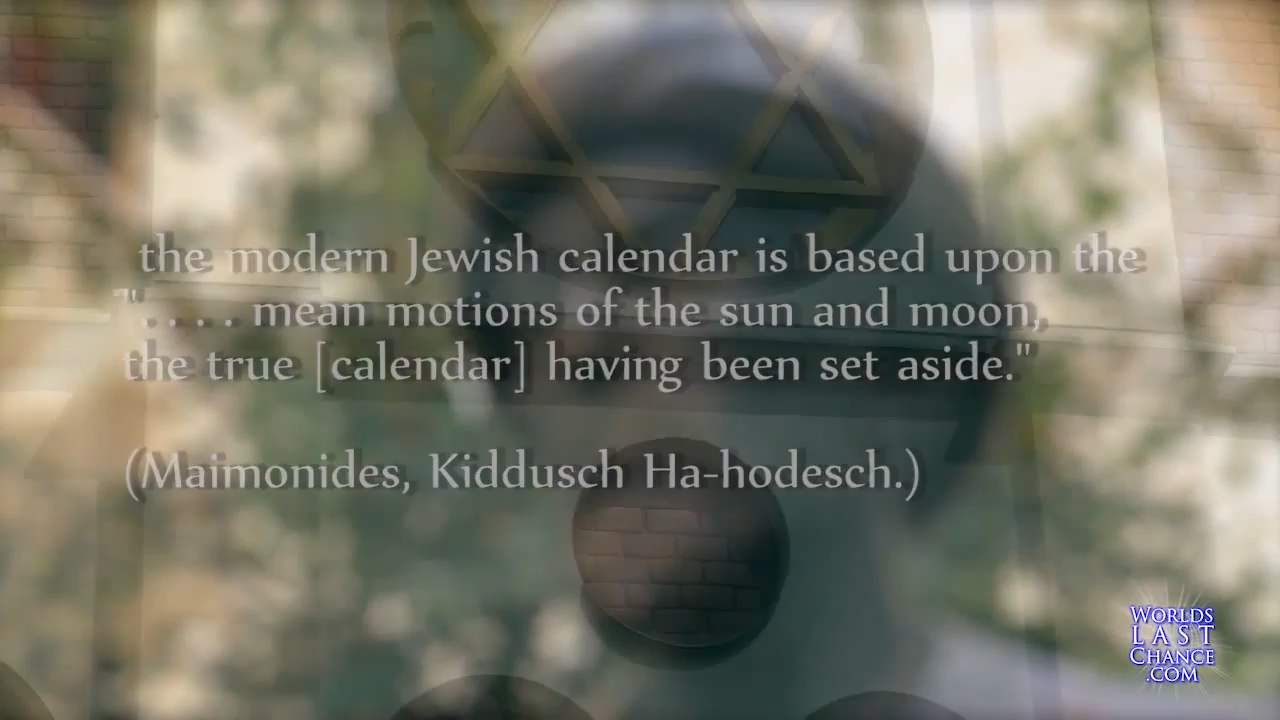 the modern Jewish calendar is based upon the
". . . . . mean motions of the sun and moon,
the true [calendar] having been set aside."
(Maimonides, Kiddusch Ha-hodesch.)
WORLDS
LAST
CHANCE
.COM